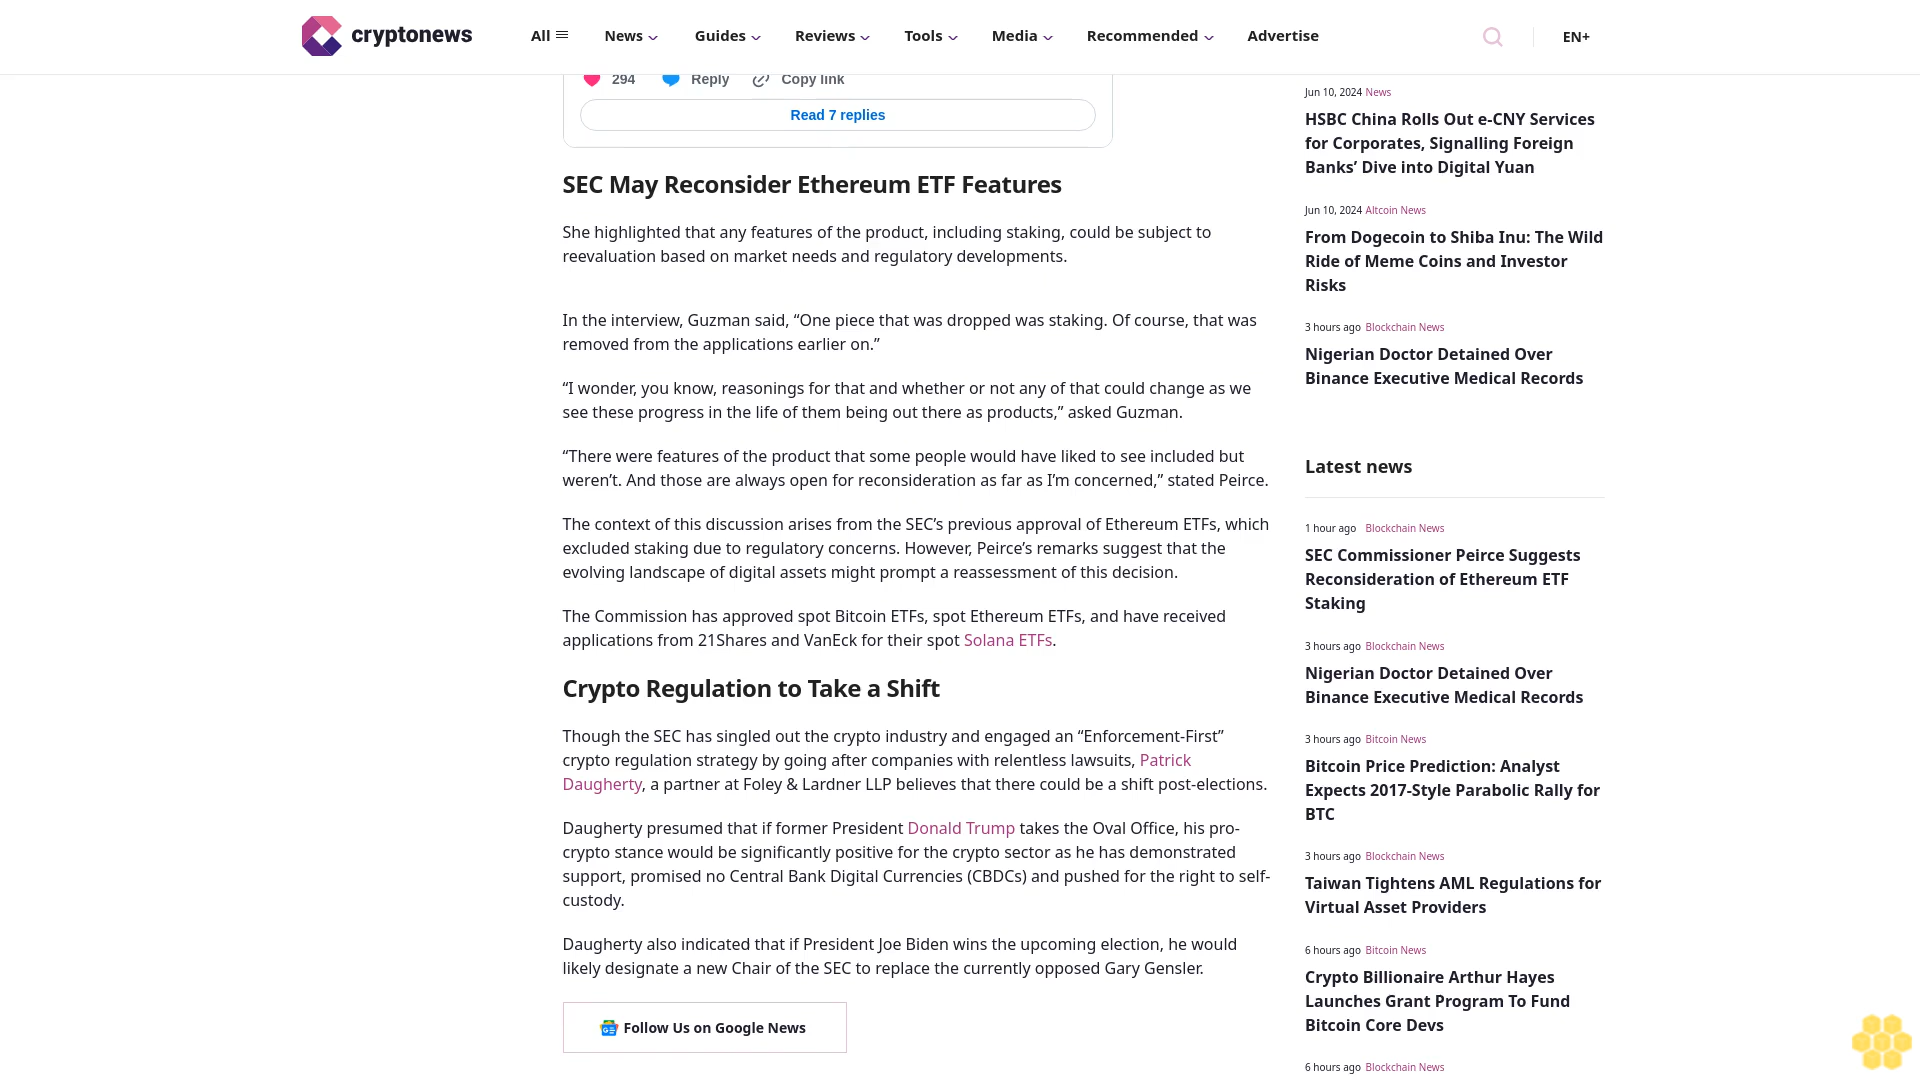 cryptonews
All
News
Guides
Reviews
Tools
Media
Recommended
Advertise
EN+
294
Reply
Copy link
Read 7 replies
SEC May Reconsider Ethereum ETF Features
She highlighted that any features of the product, including staking, could be subject to
reevaluation based on market needs and regulatory developments.
In the interview, Guzman said, “One piece that was dropped was staking. Of course, that was
removed from the applications earlier on.”
“I wonder, you know, reasonings for that and whether or not any of that could change as we
see these progress in the life of them being out there as products,” asked Guzman.
“There were features of the product that some people would have liked to see included but
weren’t. And those are always open for reconsideration as far as I’m concerned,” stated Peirce.
The context of this discussion arises from the SEC’s previous approval of Ethereum ETFs, which
excluded staking due to regulatory concerns. However, Peirce’s remarks suggest that the
evolving landscape of digital assets might prompt a reassessment of this decision.
The Commission has approved spot Bitcoin ETFs, spot Ethereum ETFs, and have received
applications from 21Shares and VanEck for their spot Solana ETFs.
Crypto Regulation to Take a Shift
Though the SEC has singled out the crypto industry and engaged an “Enforcement-First”
crypto regulation strategy by going after companies with relentless lawsuits, Patrick
Daugherty, a partner at Foley & Lardner LLP believes that there could be a shift post-elections.
Daugherty presumed that if former President Donald Trump takes the Oval Office, his pro-
crypto stance would be significantly positive for the crypto sector as he has demonstrated
support, promised no Central Bank Digital Currencies (CBDCs) and pushed for the right to self-
custody.
Daugherty also indicated that if President Joe Biden wins the upcoming election, he would
likely designate a new Chair of the SEC to replace the currently opposed Gary Gensler.
Follow Us on Google News
Jun 10, 2024 News
HSBC China Rolls Out e-CNY Services
for Corporates, Signalling Foreign
Banks’ Dive into Digital Yuan
Jun 10, 2024 Altcoin News
From Dogecoin to Shiba Inu: The Wild
Ride of Meme Coins and Investor
Risks
3 hours ago Blockchain News
Nigerian Doctor Detained Over
Binance Executive Medical Records
Latest news
1 hour ago Blockchain News
SEC Commissioner Peirce Suggests
Reconsideration of Ethereum ETF
Staking
3 hours ago Blockchain News
Nigerian Doctor Detained Over
Binance Executive Medical Records
3 hours ago Bitcoin News
Bitcoin Price Prediction: Analyst
Expects 2017-Style Parabolic Rally for
BTC
3 hours ago Blockchain News
Taiwan Tightens AML Regulations for
Virtual Asset Providers
6 hours ago Bitcoin News
Crypto Billionaire Arthur Hayes
Launches Grant Program To Fund
Bitcoin Core Devs
6 hours ago Blockchain News